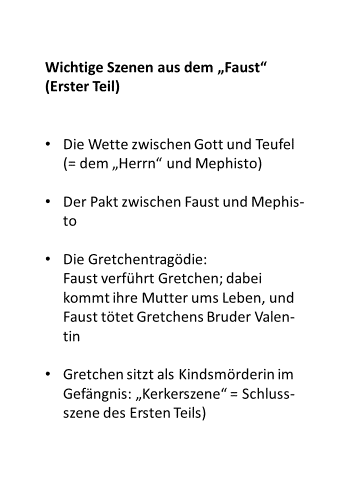 Wichtige Szenen aus dem „Faust“
(Erster Teil)
• Die Wette zwischen Gott und Teufel
(= dem „Herrn“ und Mephisto)
• Der Pakt zwischen Faust und Mephis-
to
• Die Gretchentragödie:
Faust verführt Gretchen; dabei
kommt ihre Mutter ums Leben, und
Faust tötet Gretchens Bruder Valen-
tin
• Gretchen sitzt als Kindsmörderin im
Gefängnis: „Kerkerszene“ = Schluss-
szene des Ersten Teils)